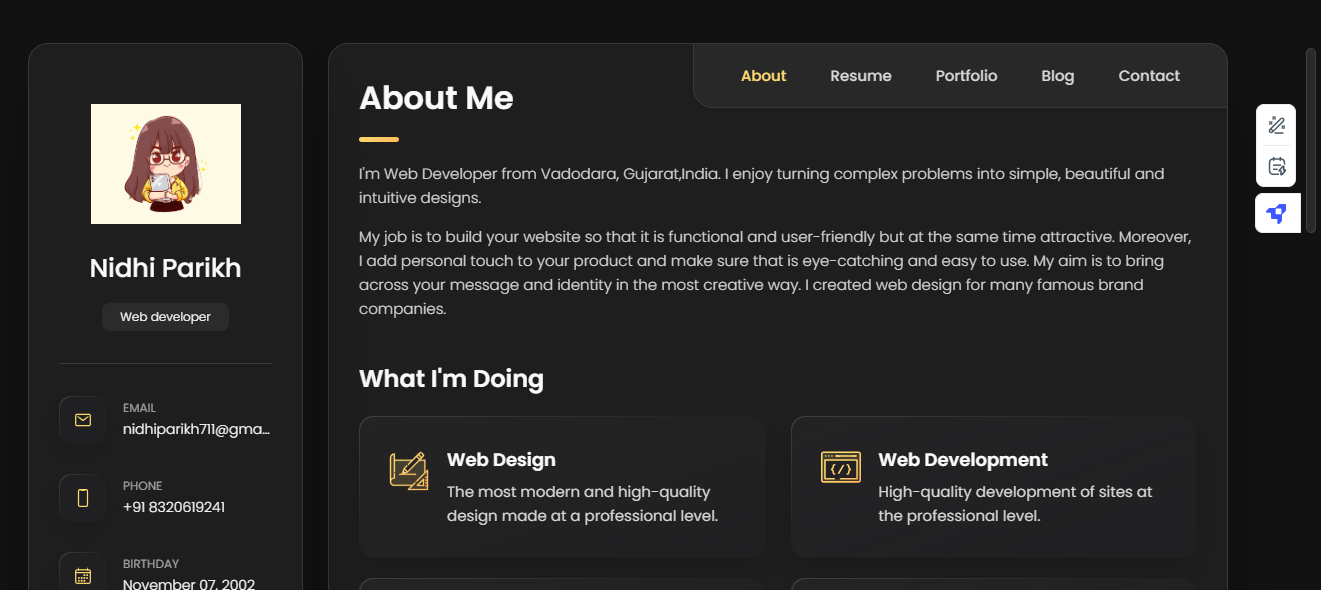 Nidhi Parikh
Web developer
EMAIL
nidhiparikh711@gma...
PHONE
+91 8320619241
BIRTHDAY
November 07, 2002
About
Resume
Portfolio
Blog
Contact
About Me
I'm Web Developer from Vadodara, Gujarat,India. I enjoy turning complex problems into simple, beautiful and
intuitive designs.
My job is to build your website so that it is functional and user-friendly but at the same time attractive. Moreover,
I add personal touch to your product and make sure that is eye-catching and easy to use. My aim is to bring
across your message and identity in the most creative way. I created web design for many famous brand
companies.
What I'm Doing
Web Design
The most modern and high-quality
design made at a professional level.
Web Development
High-quality development of sites at
the professional level.